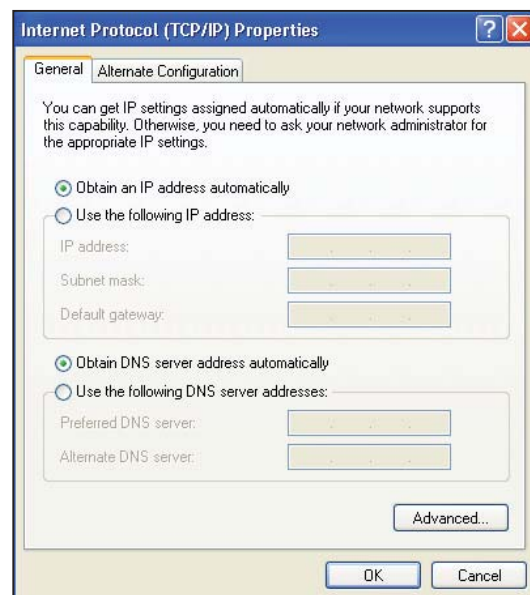 Internet Protocol (TCP/IP) Properties
General
Alternate Configuration
You can get IP settings assigned automatically if your network supports
this capability. Otherwise, you need to ask your network administrator for
the appropriate IP settings.
Obtain an IP address automatically
Use the following IP address:
IP address:
Subnet mask:
Default gateway:
Obtain DNS server address automatically
Use the following DNS server addresses:
Preferred DNS server:
Alternate DNS server:
Advanced...
OK
Cancel